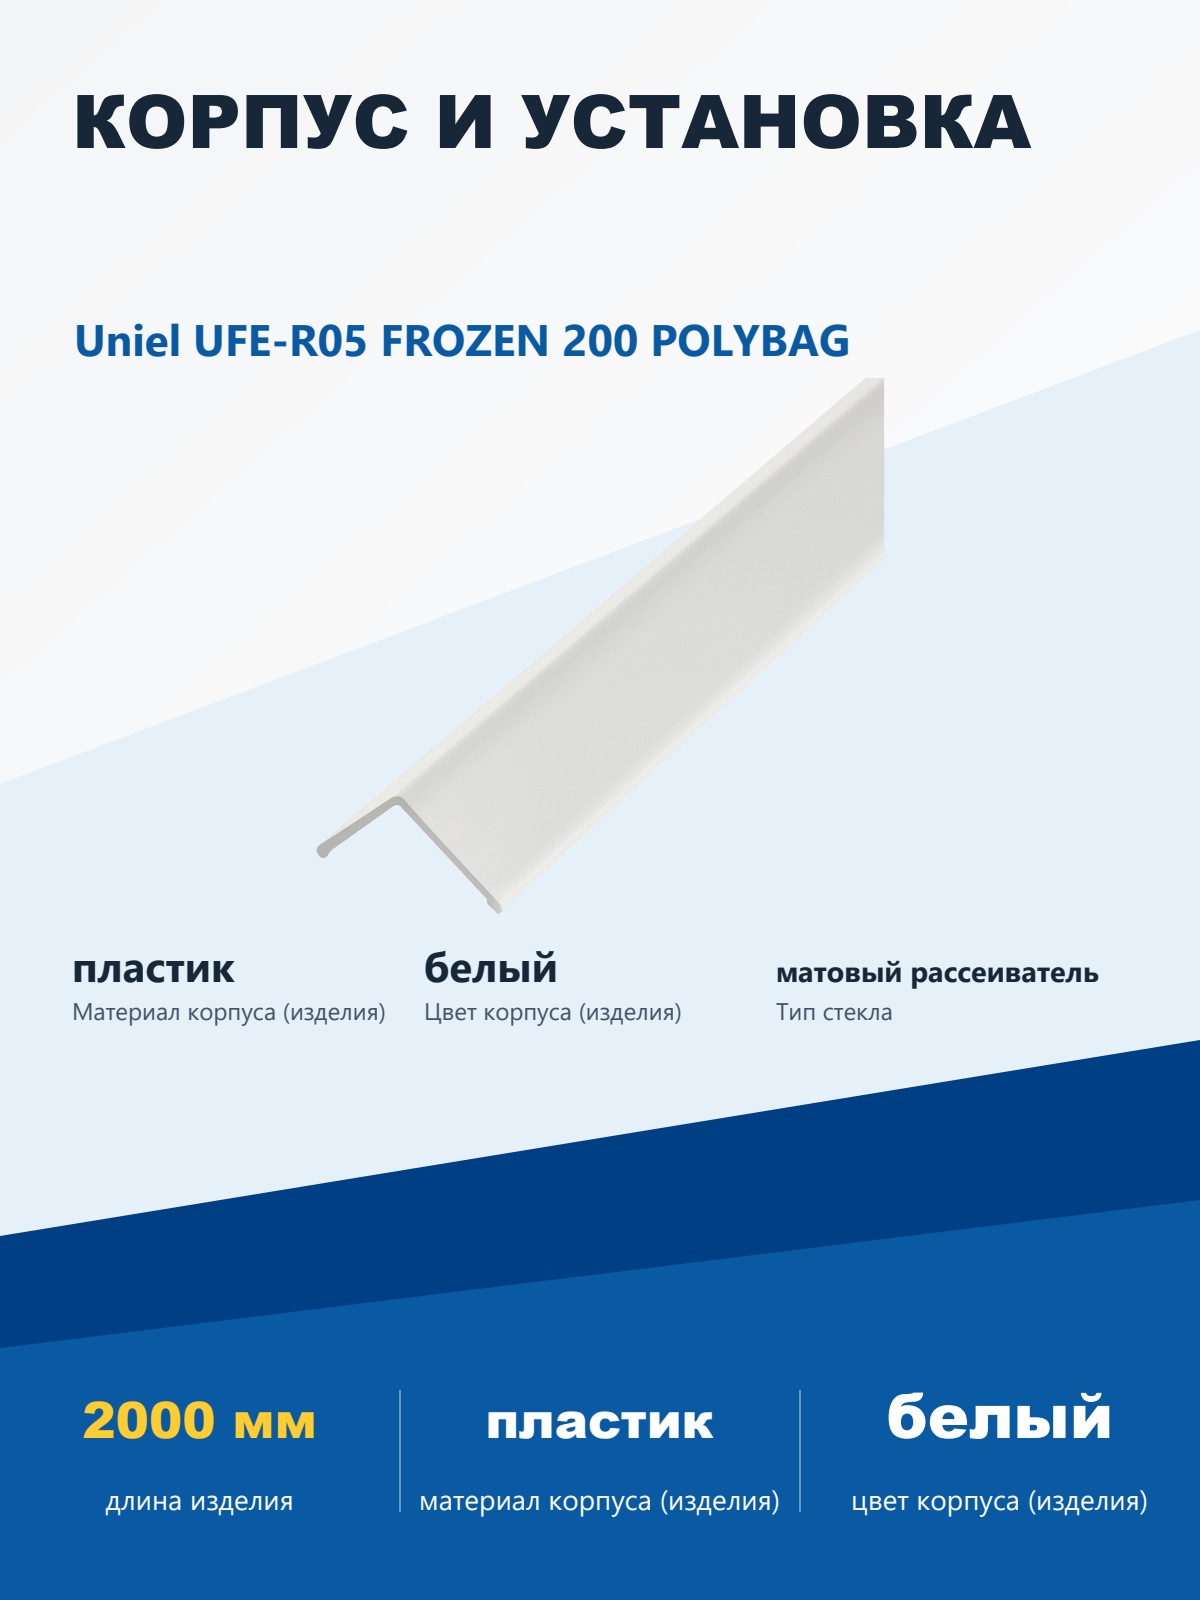 КОРПУС И УСТАНОВКА
Uniel UFE-R05 FROZEN 200 POLYBAG
пластик
Материал корпуса (изделия)
белый
Цвет корпуса (изделия)
матовый рассеиватель
Тип стекла
2000 мм
длина изделия
пластик
материал корпуса (изделия)
белый
цвет корпуса (изделия)